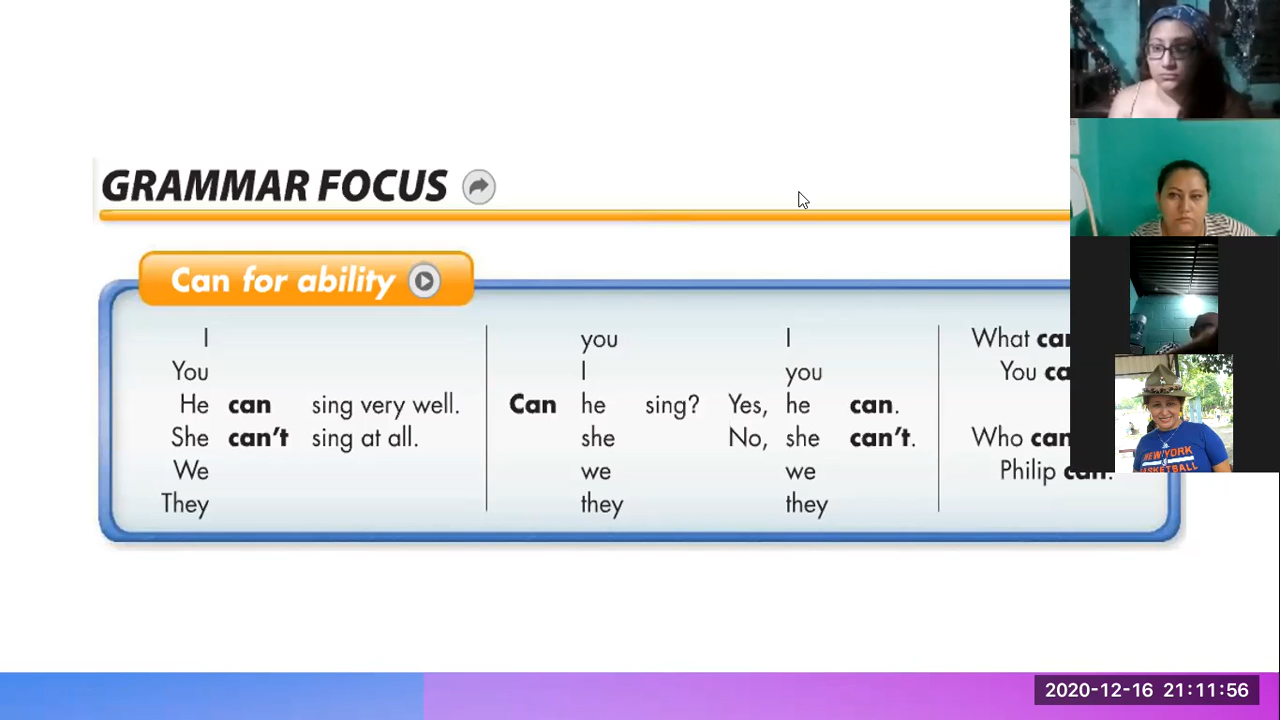 GRAMMAR FOCUS
Can for ability
I
You
He can sing very well.
She can't sing at all.
We
They
you
I
Can he sing?
she
we
they
I
you
Yes, he can.
No, she can't.
we
they
What
You
Who can
Philip can.
NEW YORK
BASKETBALL
2020-12-16 21:11:56